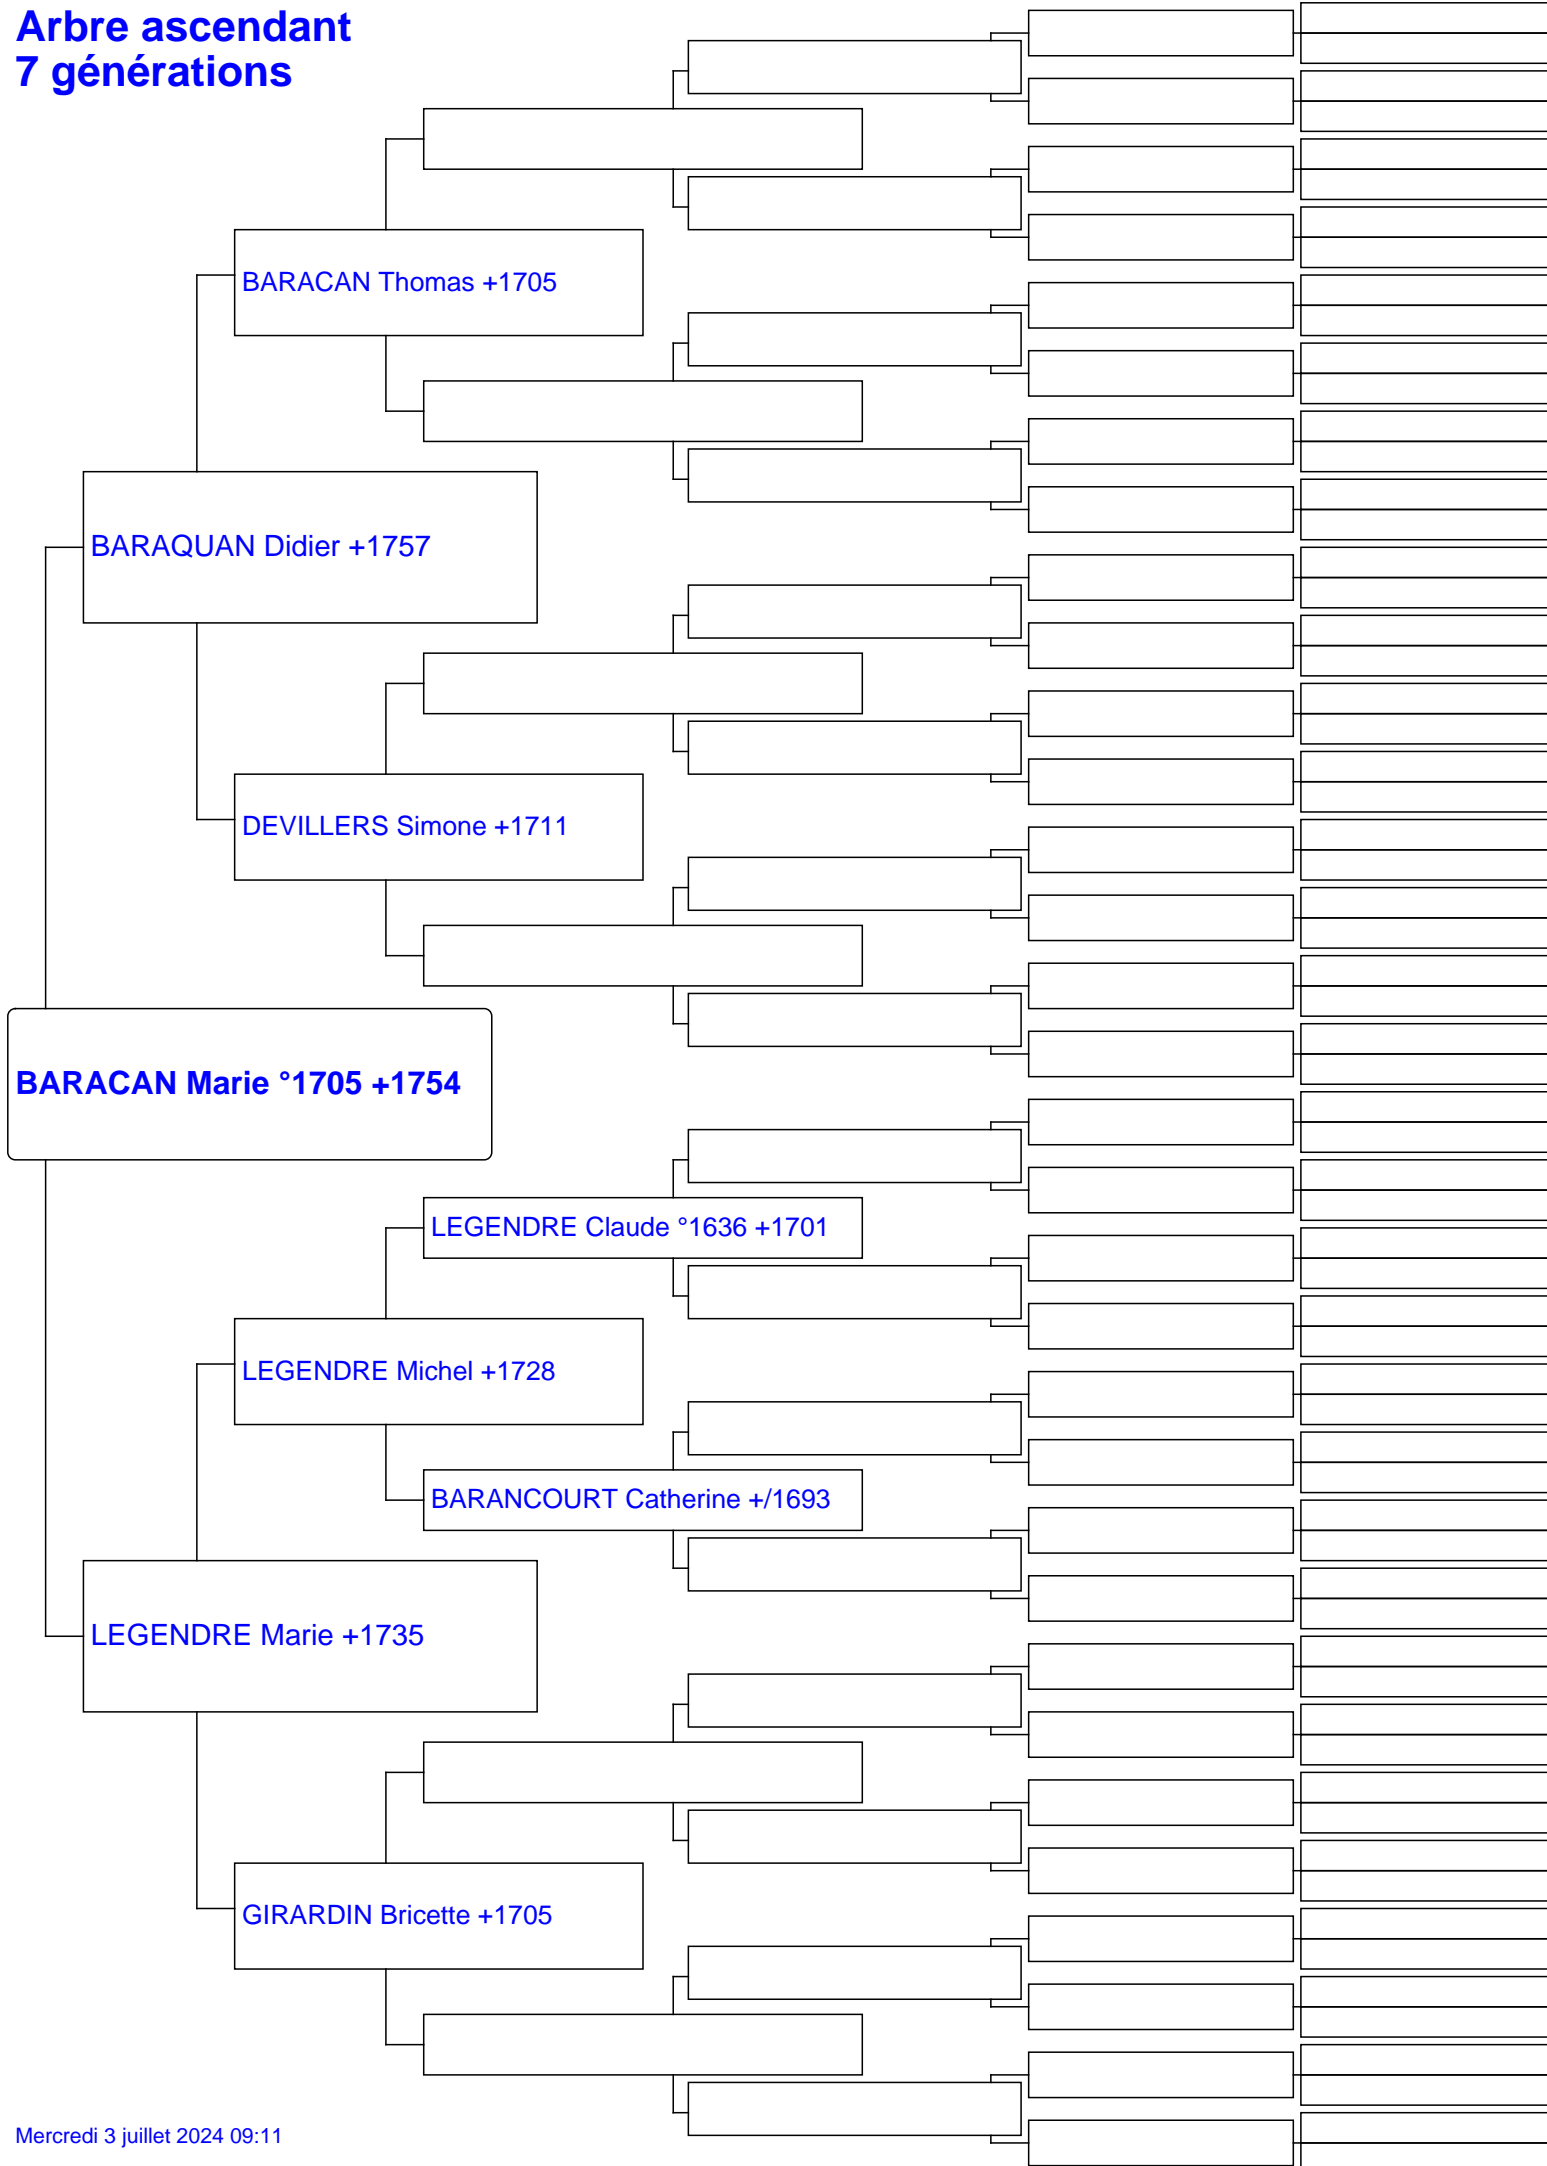 Arbre ascendant
7 générations
BARACAN Thomas +1705
BARAQUAN Didier +1757
DEVILLERS Simone +1711
BARACAN Marie °1705 +1754
LEGENDRE Claude °1636 +1701
LEGENDRE Michel +1728
BARANCOURT Catherine +/1693
LEGENDRE Marie +1735
GIRARDIN Bricette +1705
Mercredi 3 juillet 2024 09:11